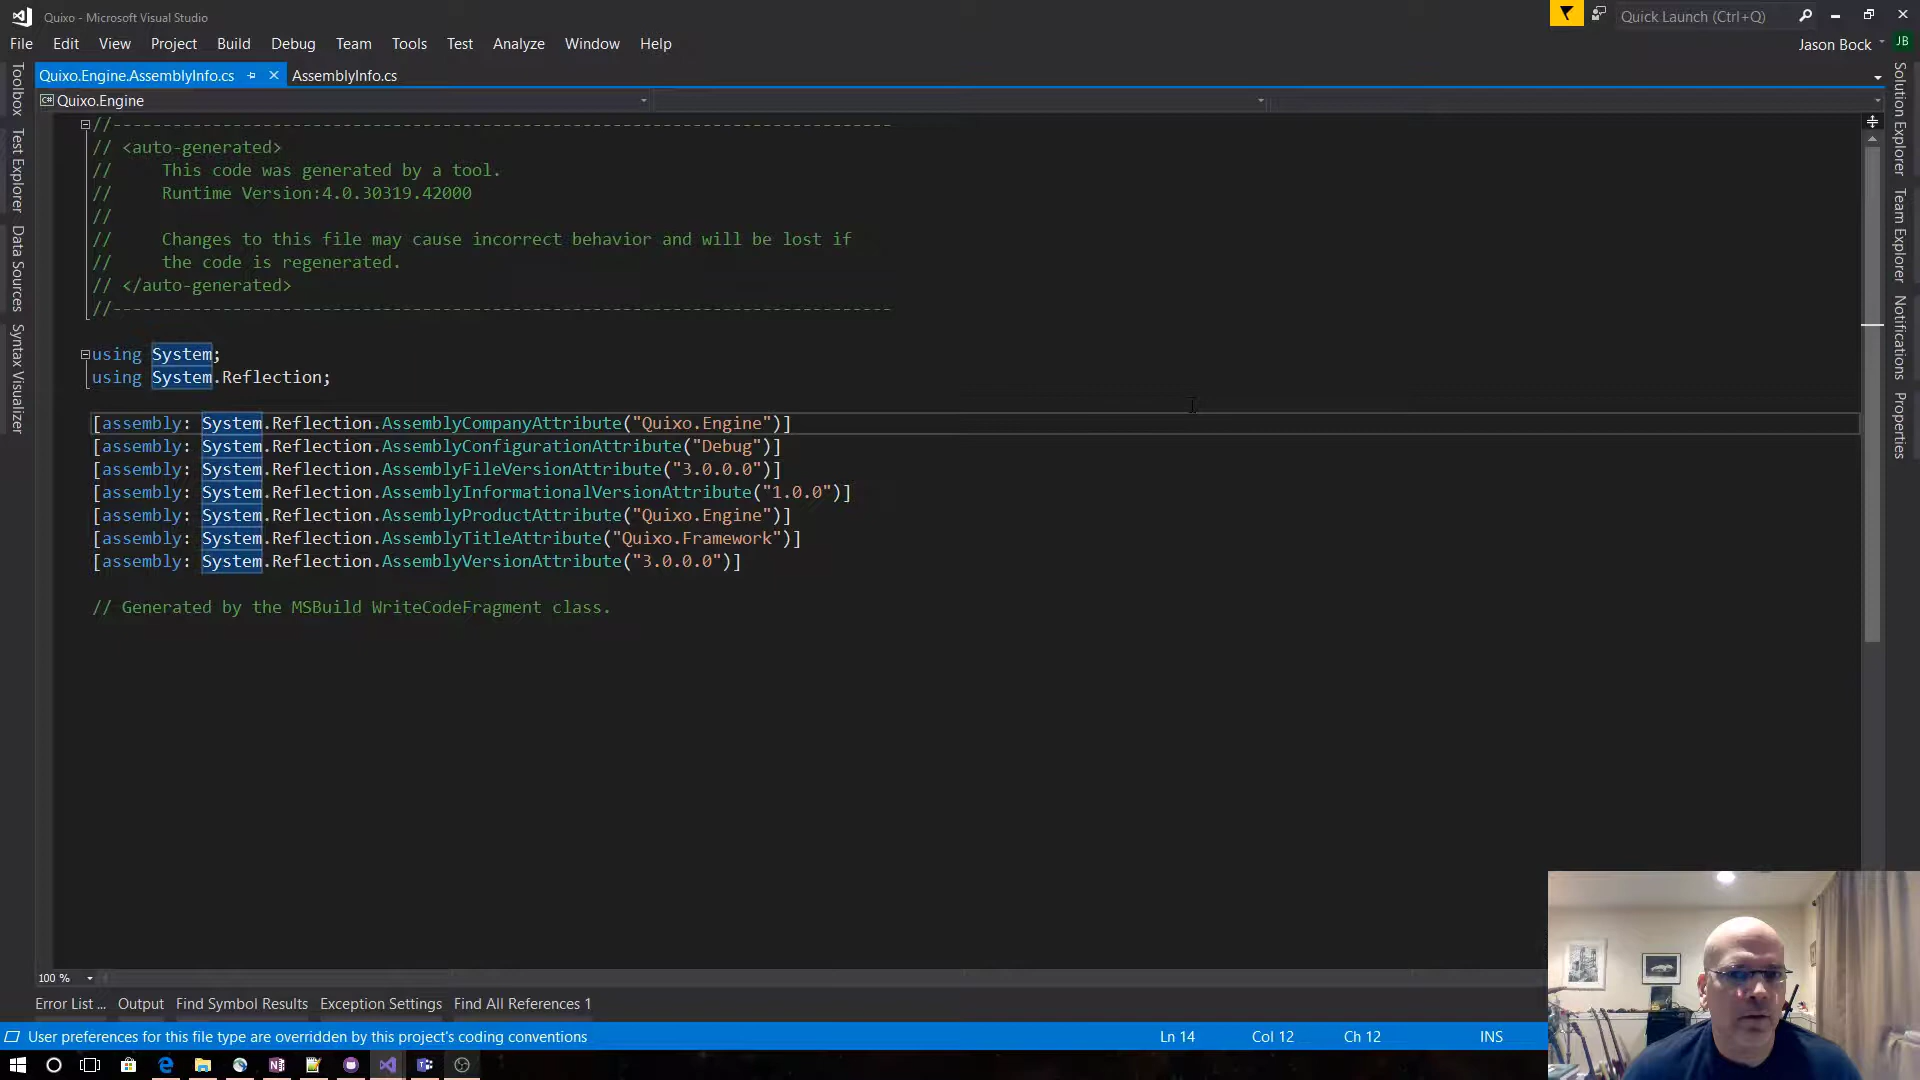 Quixo - Microsoft Visual Studio
Quick Launch (Ctrl+Q)
File Edit View Project Build Debug Team Tools Test Analyze Window Help
Jason Bock JB
Quixo.Engine.AssemblyInfo.cs AssemblyInfo.cs
C# Quixo.Engine
Toolbox
Test Explorer
Data Sources
Syntax Visualizer
//------------------------------------------------------------------------------
// <auto-generated>
//     This code was generated by a tool.
//     Runtime Version:4.0.30319.42000
//
//     Changes to this file may cause incorrect behavior and will be lost if
//     the code is regenerated.
// </auto-generated>
//------------------------------------------------------------------------------
using System;
using System.Reflection;
[assembly: System.Reflection.AssemblyCompanyAttribute("Quixo.Engine")]
[assembly: System.Reflection.AssemblyConfigurationAttribute("Debug")]
[assembly: System.Reflection.AssemblyFileVersionAttribute("3.0.0.0")]
[assembly: System.Reflection.AssemblyInformationalVersionAttribute("1.0.0")]
[assembly: System.Reflection.AssemblyProductAttribute("Quixo.Engine")]
[assembly: System.Reflection.AssemblyTitleAttribute("Quixo.Framework")]
[assembly: System.Reflection.AssemblyVersionAttribute("3.0.0.0")]
// Generated by the MSBuild WriteCodeFragment class.
Solution Explorer
Team Explorer
Notifications
Properties
100 %
Error List ... Output Find Symbol Results Exception Settings Find All References 1
User preferences for this file type are overridden by this project's coding conventions
Ln 14 Col 12 Ch 12 INS